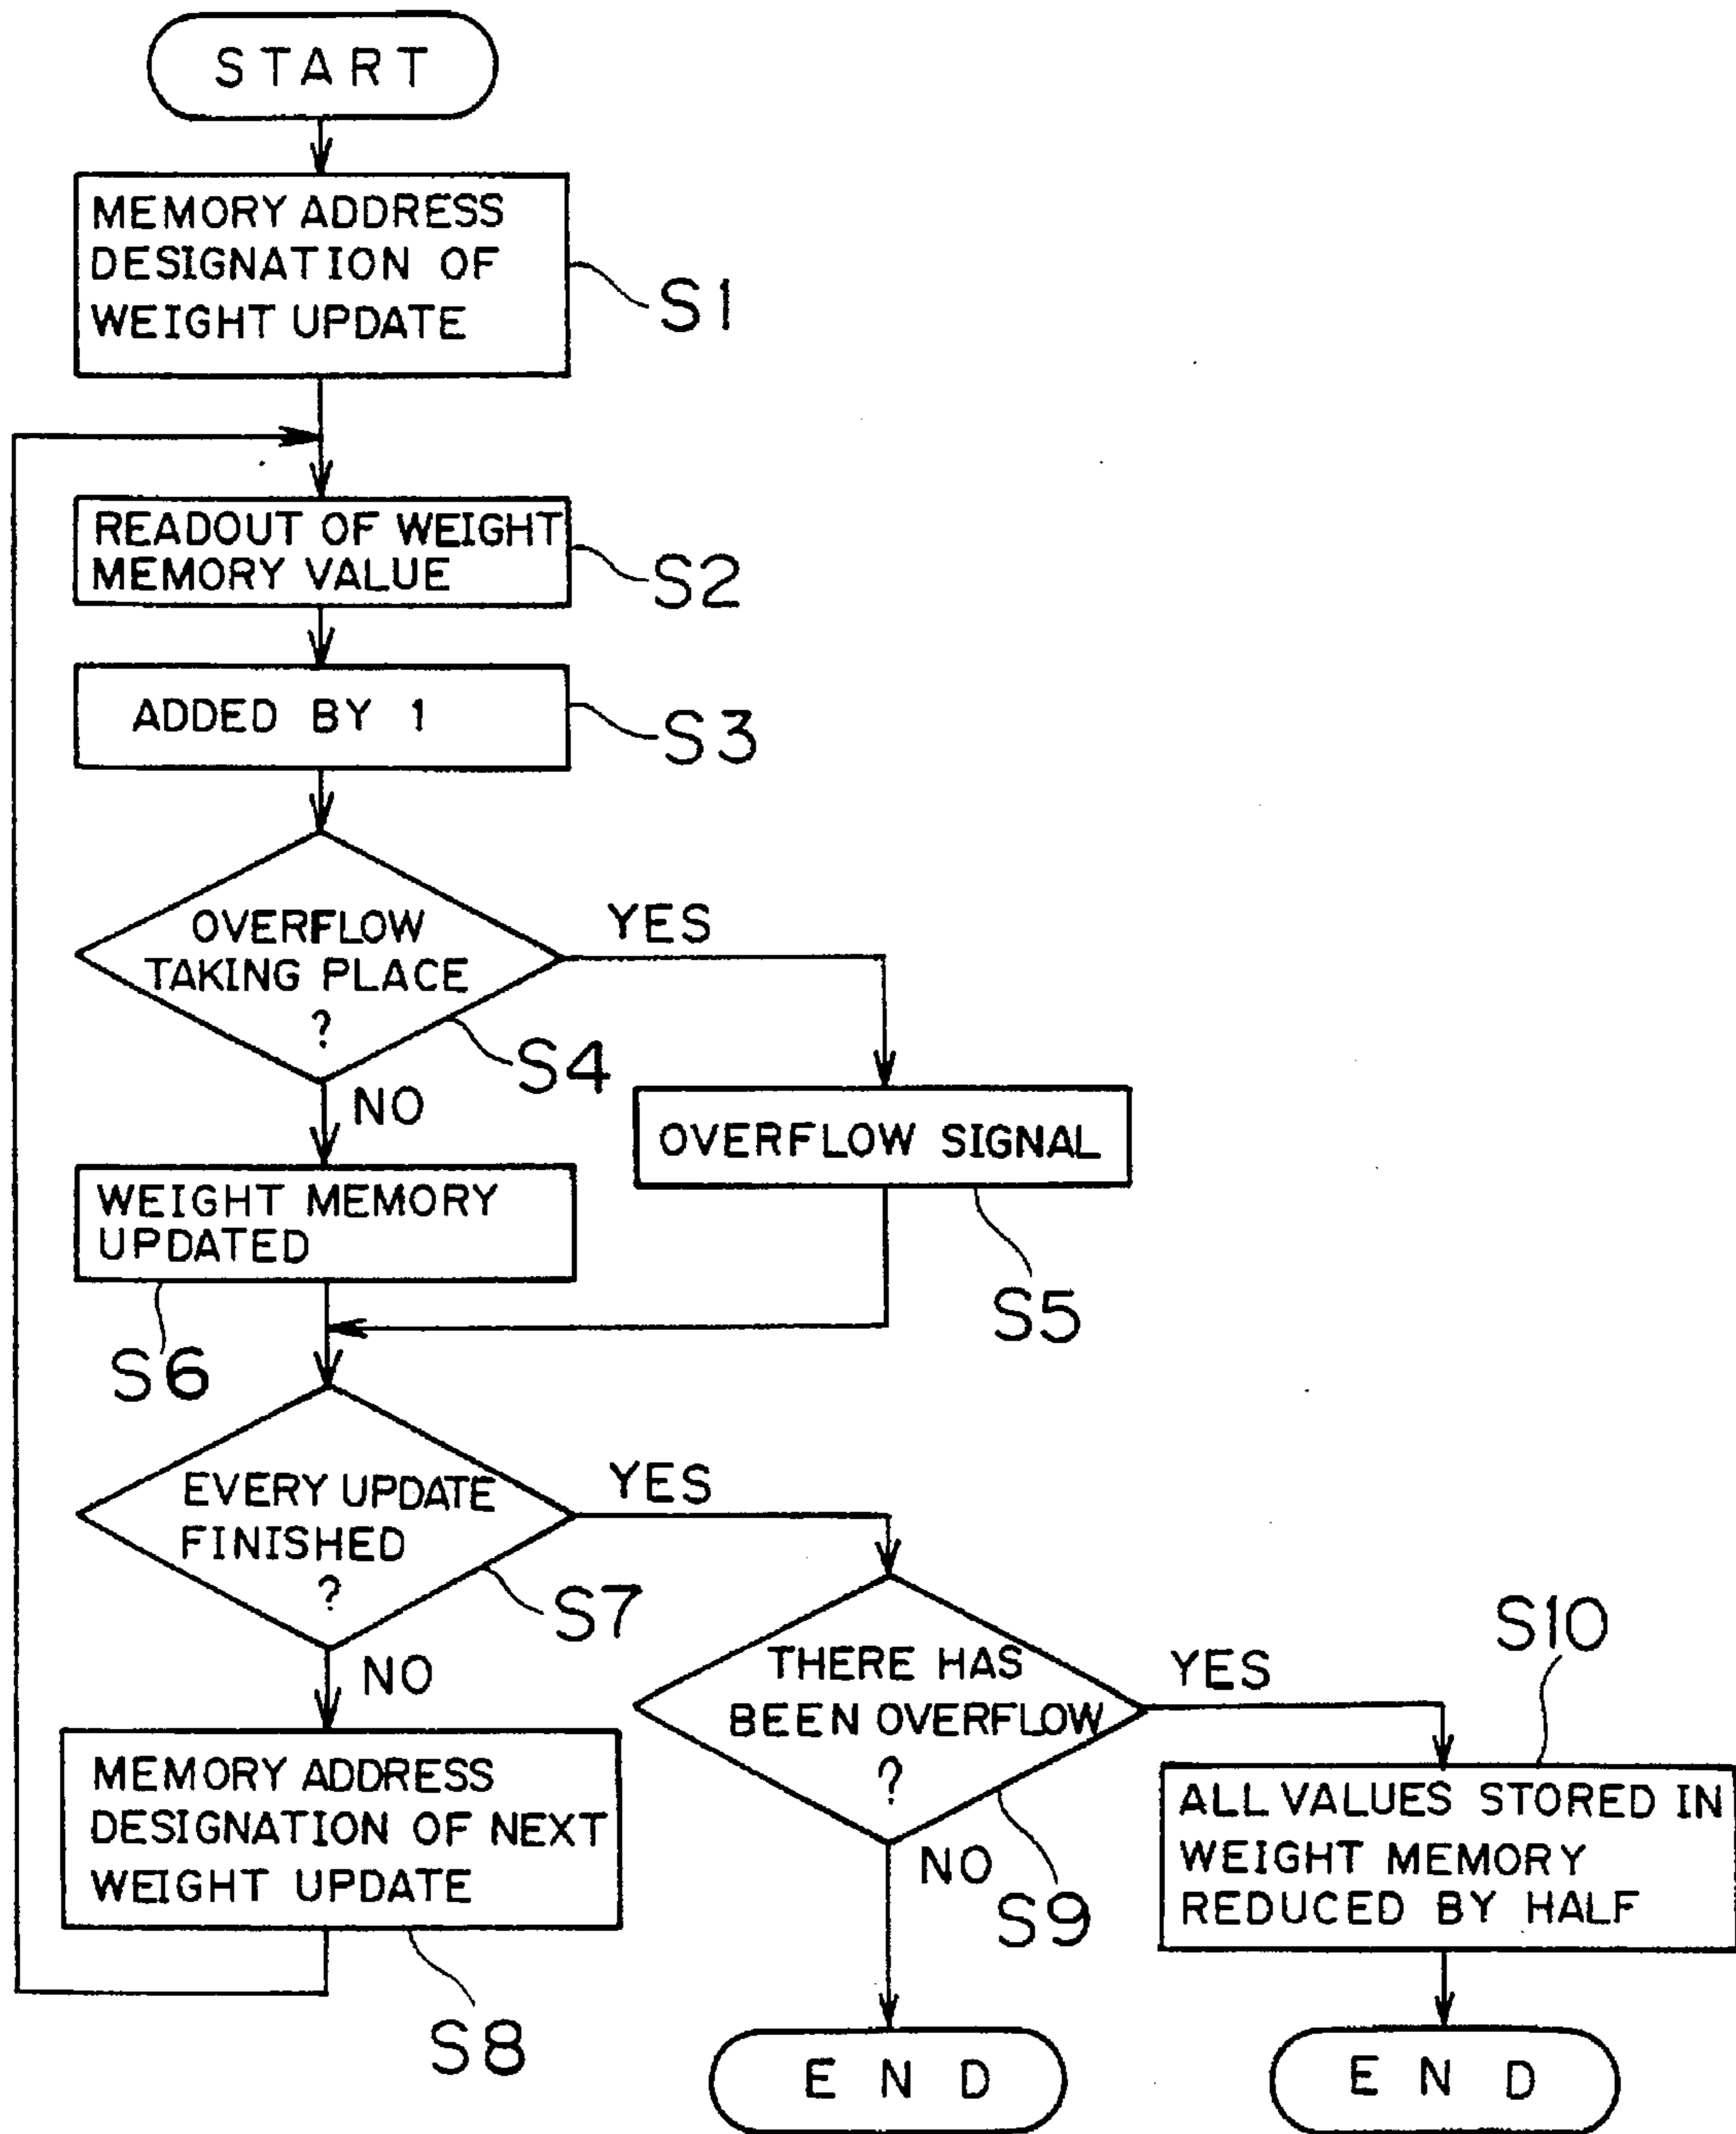 START
MEMORY ADDRESS
DESIGNATION OF
WEIGHT UPDATE
S1
READOUT OF WEIGHT
MEMORY VALUE
S2
ADDED BY 1
S3
OVERFLOW
TAKING PLACE
?
YES
S4
NO
OVERFLOW SIGNAL
S5
WEIGHT MEMORY
UPDATED
S6
EVERY UPDATE
FINISHED
?
YES
S7
NO
MEMORY ADDRESS
DESIGNATION OF NEXT
WEIGHT UPDATE
S8
THERE HAS
BEEN OVERFLOW
?
YES
S9
NO
S10
ALL VALUES STORED IN
WEIGHT MEMORY
REDUCED BY HALF
END
END